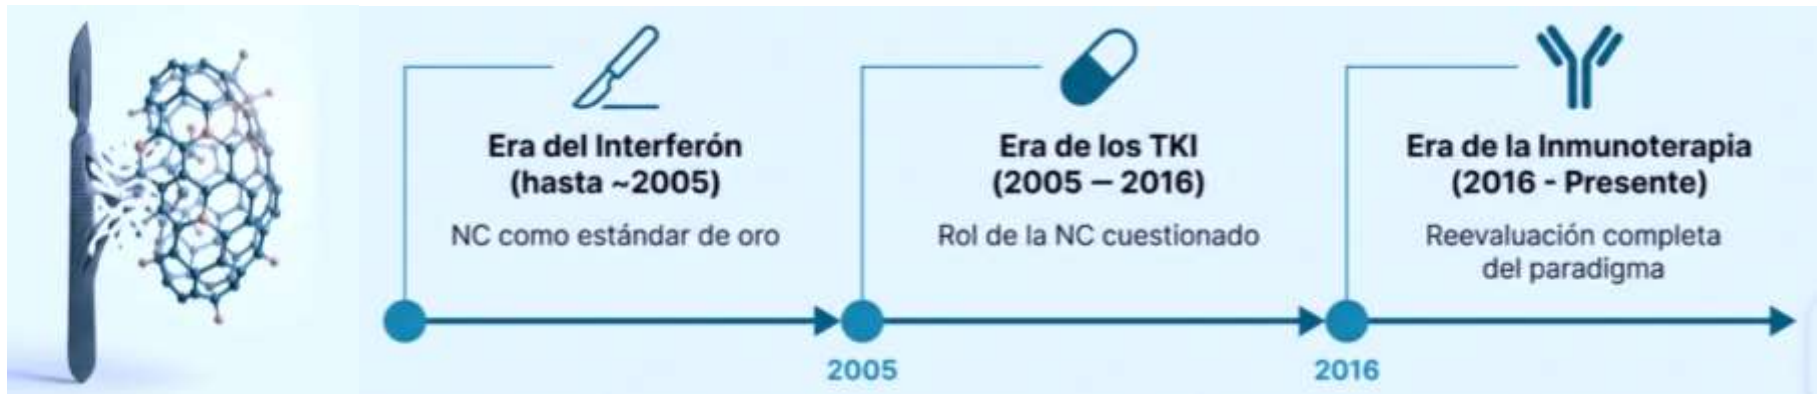 Era del Interferón
(hasta ~2005)
NC como estándar de oro
Era de los TKI
(2005 – 2016)
Rol de la NC cuestionado
Era de la Inmunoterapia
(2016 - Presente)
Reevaluación completa
del paradigma
2005
2016